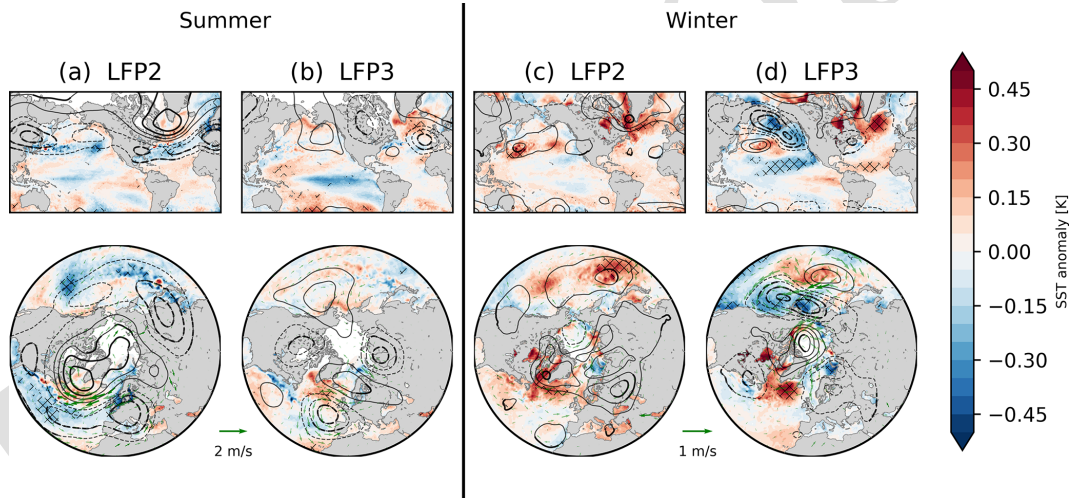 Summer
Winter
(a) LFP2
(b) LFP3
(c) LFP2
(d) LFP3
0.45
0.30
0.15
0.00
−0.15
−0.30
−0.45
SST anomaly [K]
2 m/s
1 m/s